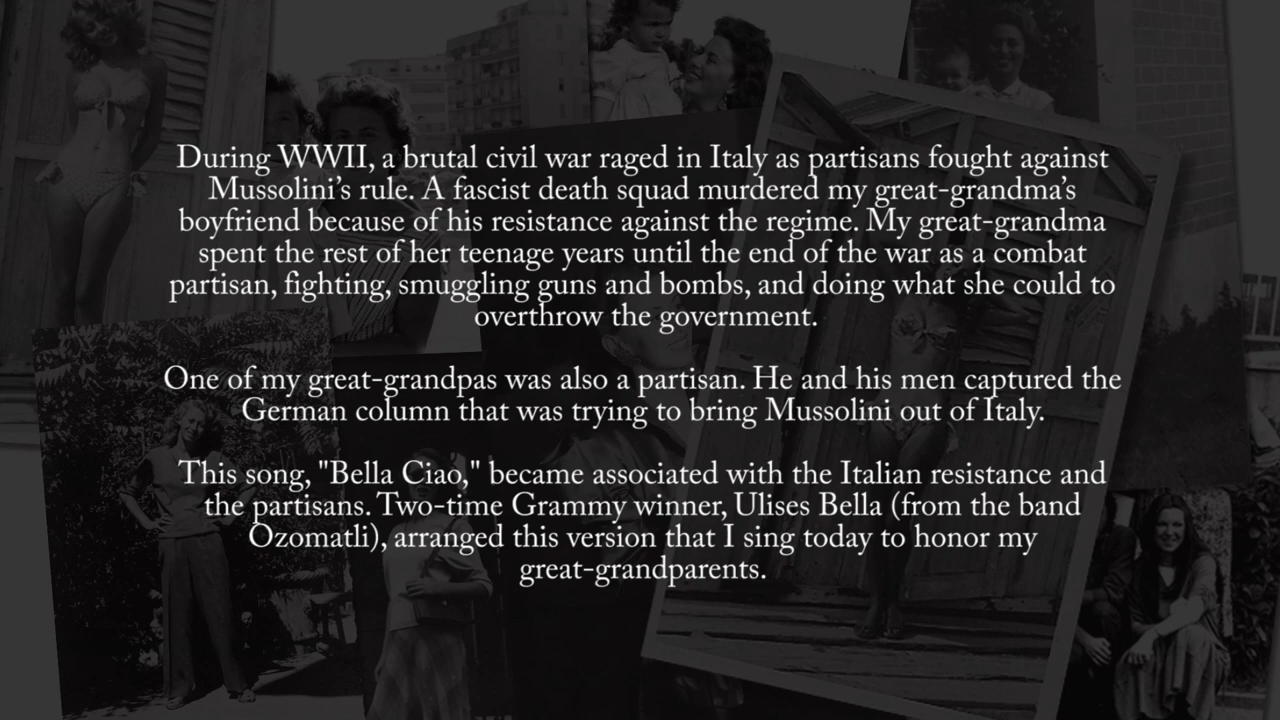 During WWII, a brutal civil war raged in Italy as partisans fought against
Mussolini’s rule. A fascist death squad murdered my great-grandma’s
boyfriend because of his resistance against the regime. My great-grandma
spent the rest of her teenage years until the end of the war as a combat
partisan, fighting, smuggling guns and bombs, and doing what she could to
overthrow the government.
One of my great-grandpas was also a partisan. He and his men captured the
German column that was trying to bring Mussolini out of Italy.
This song, "Bella Ciao," became associated with the Italian resistance and
the partisans. Two-time Grammy winner, Ulises Bella (from the band
Ozomatli), arranged this version that I sing today to honor my
great-grandparents.